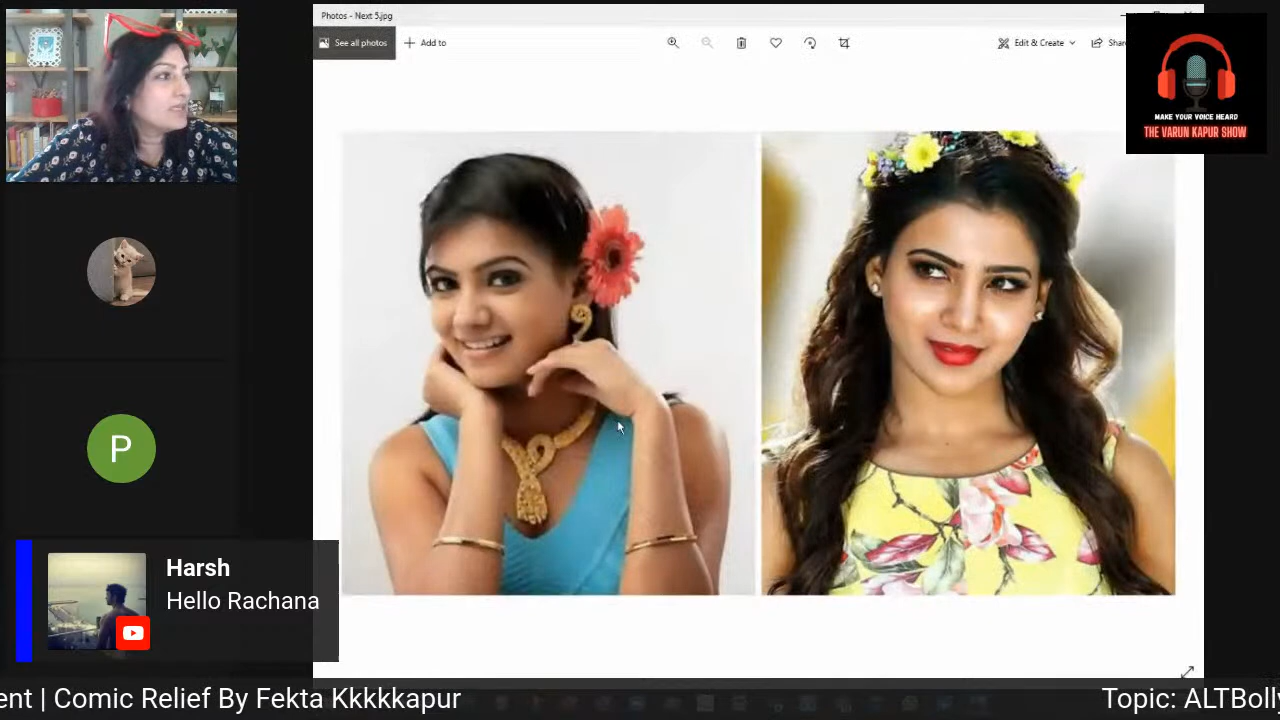 Photos - Next 5.jpg
See all photos
Add to
Edit & Create
Shar
MAKE YOUR VOICE HEARD
THE VARUN KAPUR SHOW
P
Harsh
Hello Rachana
ent | Comic Relief By Fekta Kkkkkapur
Topic: ALTBolly